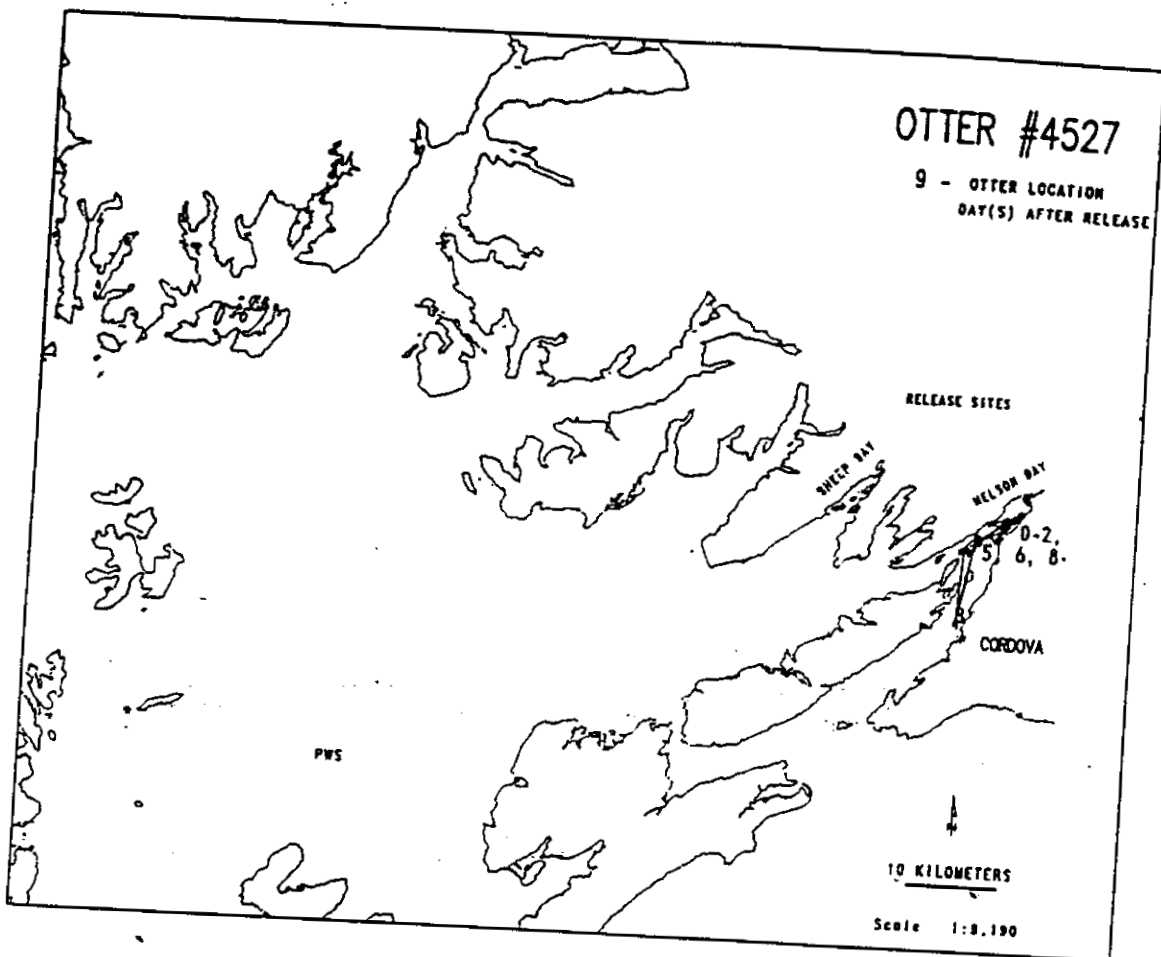 OTTER #4527
9 - OTTER LOCATION
DAY(S) AFTER RELEASE
RELEASE SITES
SHEEP BAY
NELSON BAY
0-2,
5, 6, 8-
CORDOVA
PWS
10 KILOMETERS
Scale 1:8.190